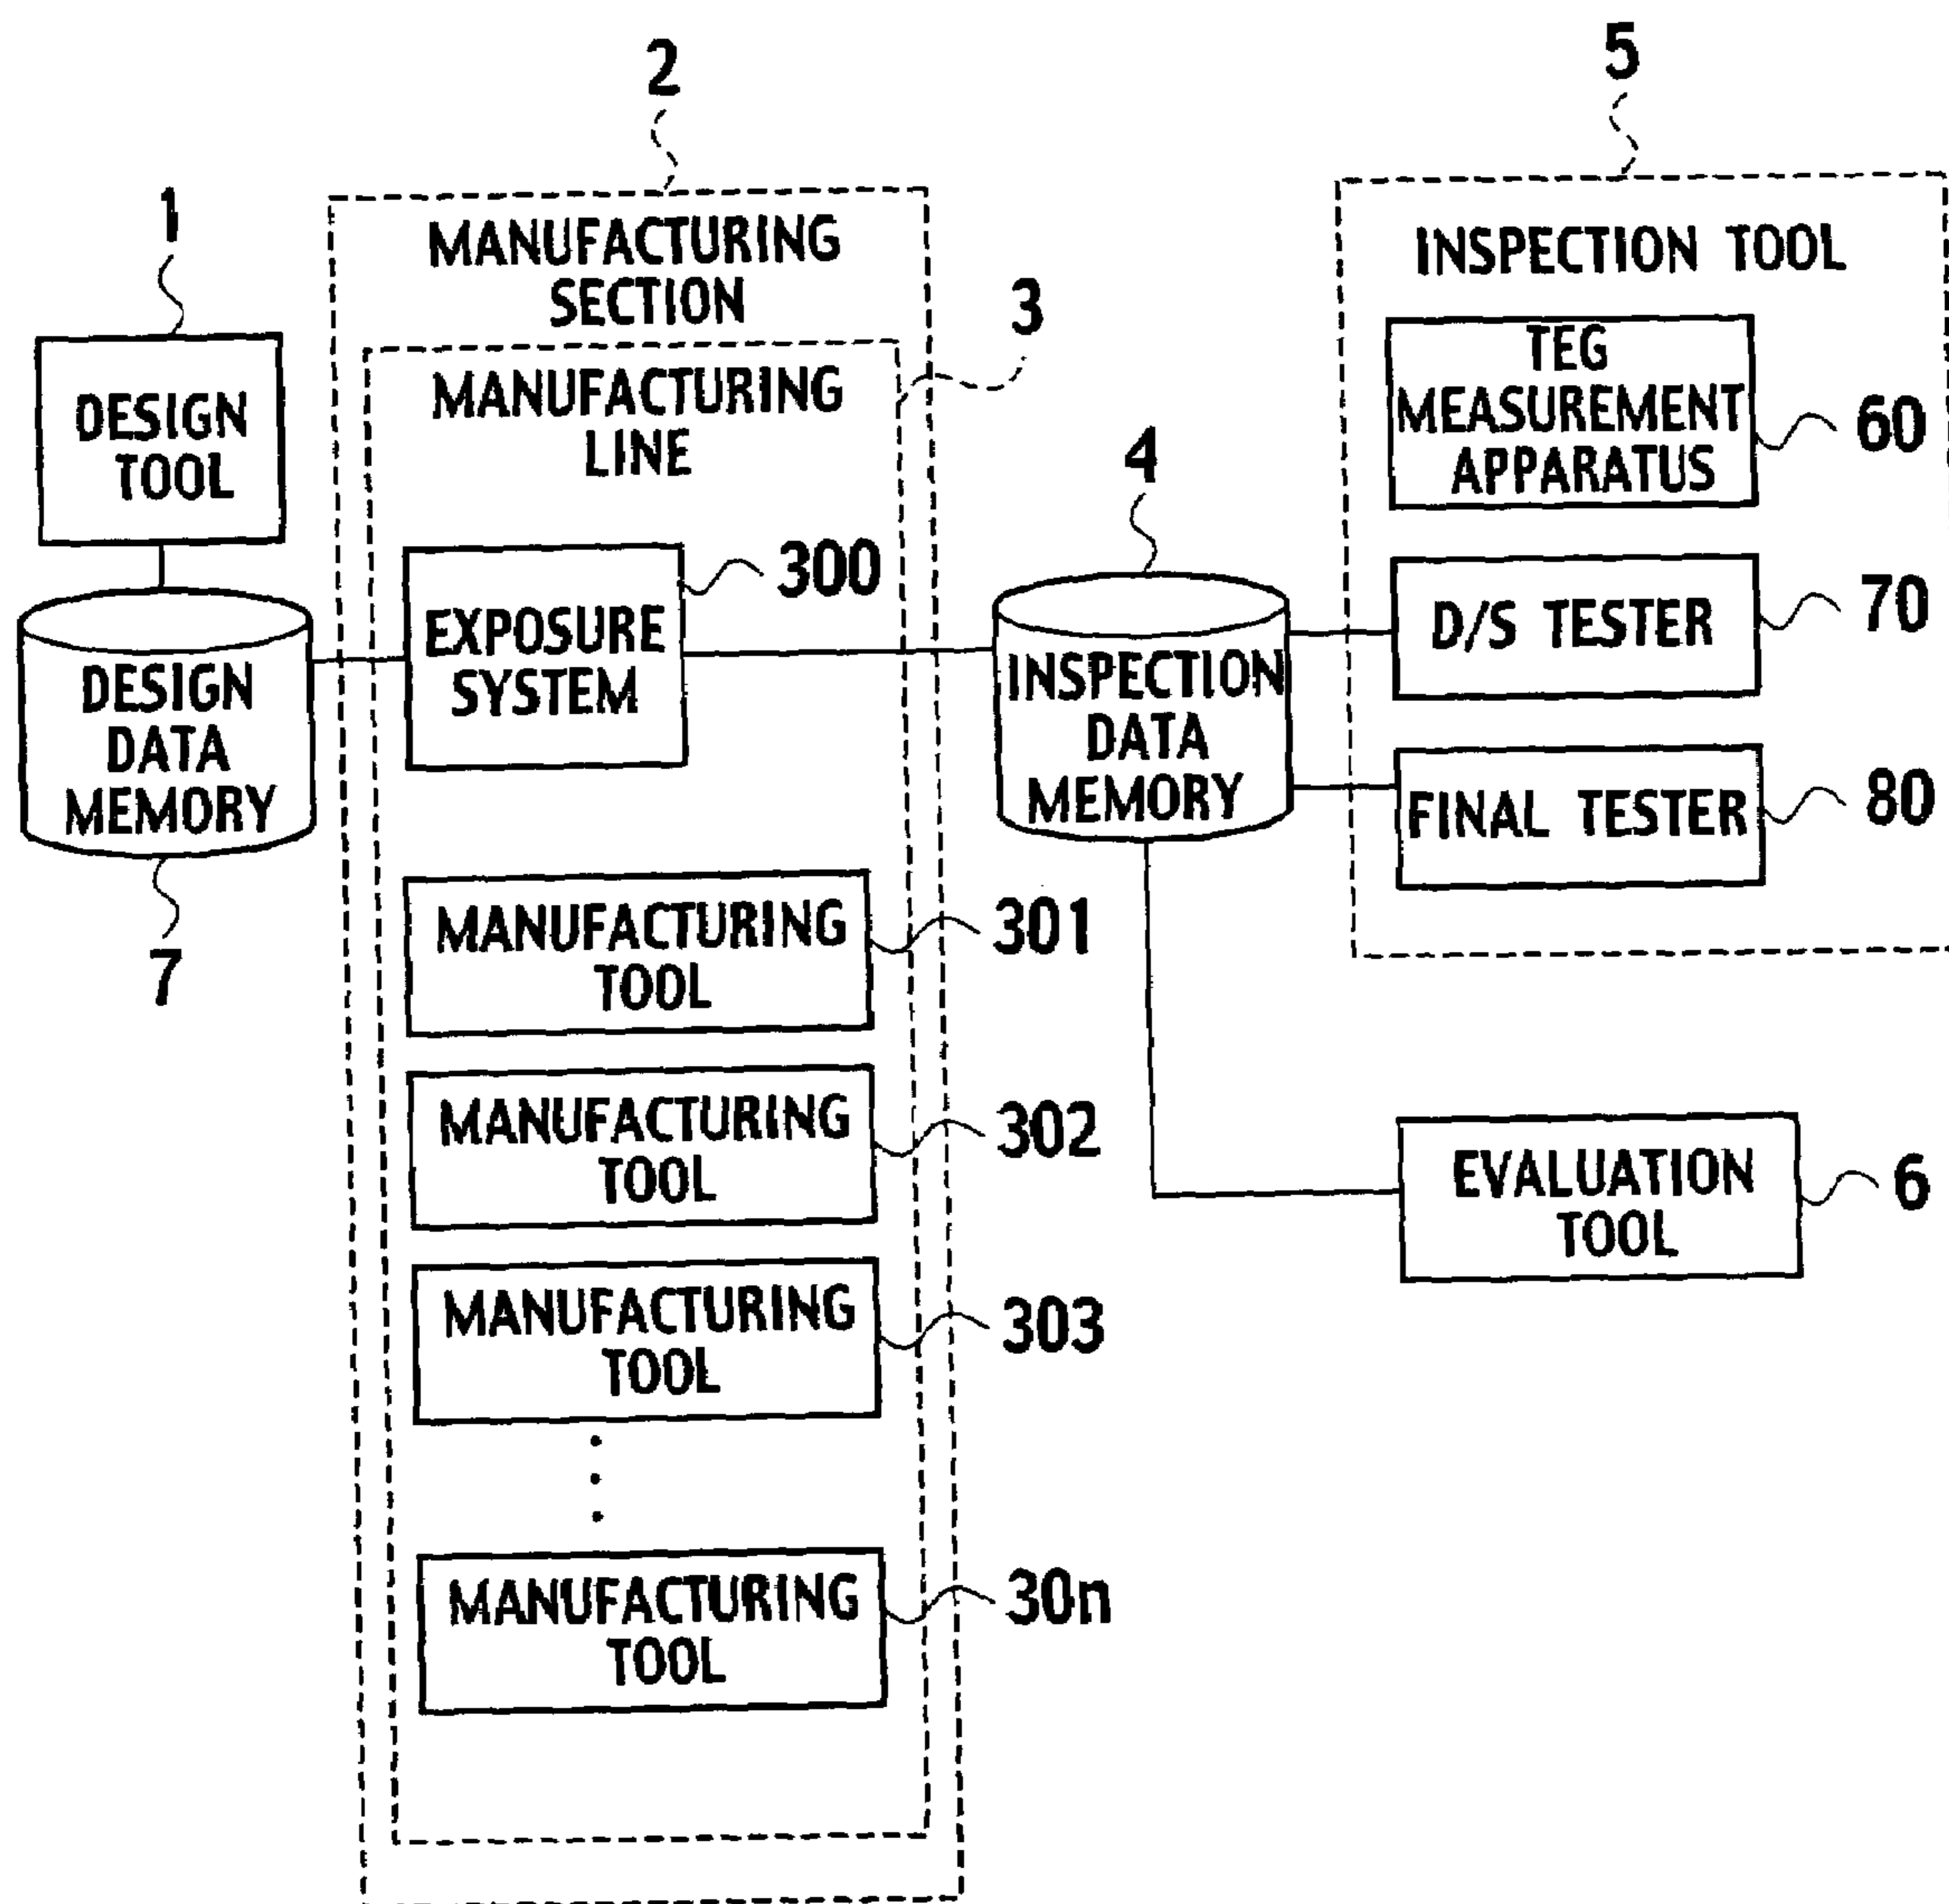 1
DESIGN
TOOL
DESIGN
DATA
MEMORY
7
2
MANUFACTURING
SECTION
3
MANUFACTURING
LINE
EXPOSURE
SYSTEM
300
MANUFACTURING
TOOL
301
MANUFACTURING
TOOL
302
MANUFACTURING
TOOL
303
MANUFACTURING
TOOL
30n
4
INSPECTION
DATA
MEMORY
5
INSPECTION TOOL
TEG
MEASUREMENT
APPARATUS
60
D/S TESTER
70
FINAL TESTER
80
EVALUATION
TOOL
6